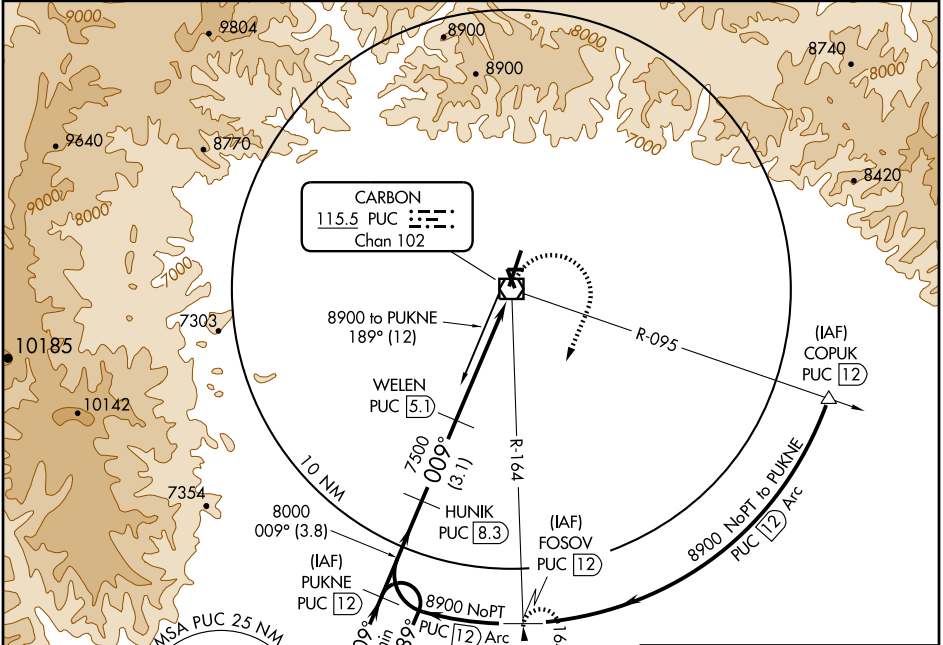 9000
9804
8900
8000
8740
8000
8900
9640
8770
7000
8420
9000
8000
CARBON
115.5 PUC
Chan 102
7000
7303
8900 to PUKNE
189° (12)
R-095
(IAF)
COPUK
PUC 12
10185
WELEN
PUC 5.1
10142
7500
009°
(3.1)
R-164
10 NM
7354
8000
009° (3.8)
HUNIK
PUC 8.3
(IAF)
FOSOV
PUC 12
8900 NoPT to PUKNE
PUC 12 Arc
(IAF)
PUKNE
PUC 12
8900 NoPT
PUC 12 Arc
MSA PUC 25 NM